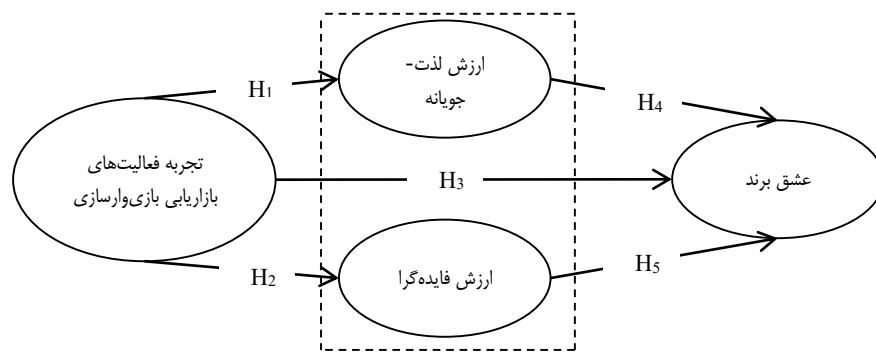 ارزش لذت-
جویانه
H1
H4
تجربه فعالیت‌های
بازاریابی بازی‌وارسازی
H3
عشق برند
H2
ارزش فایده‌گرا
H5